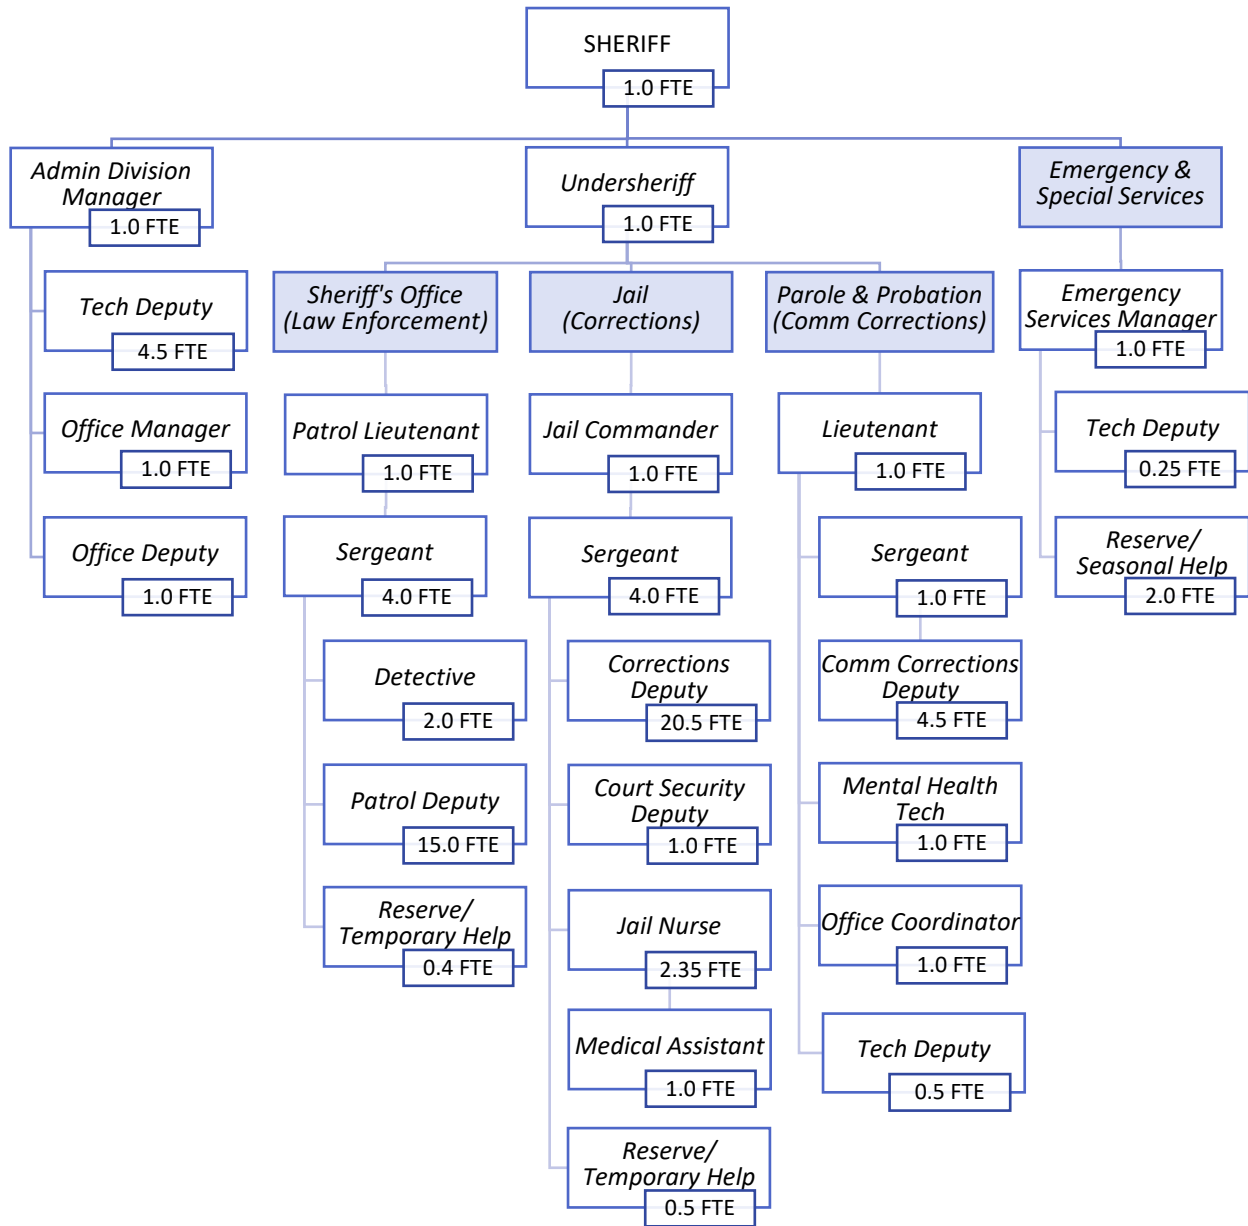 SHERIFF
1.0 FTE
Admin Division
Manager
1.0 FTE
Tech Deputy
4.5 FTE
Office Manager
1.0 FTE
Office Deputy
1.0 FTE
Undersheriff
1.0 FTE
Sheriff's Office
(Law Enforcement)
Patrol Lieutenant
1.0 FTE
Sergeant
4.0 FTE
Detective
2.0 FTE
Patrol Deputy
15.0 FTE
Reserve/
Temporary Help
0.4 FTE
Jail
(Corrections)
Jail Commander
1.0 FTE
Sergeant
4.0 FTE
Corrections
Deputy
20.5 FTE
Court Security
Deputy
1.0 FTE
Jail Nurse
2.35 FTE
Medical Assistant
1.0 FTE
Reserve/
Temporary Help
0.5 FTE
Parole & Probation
(Comm Corrections)
Lieutenant
1.0 FTE
Sergeant
1.0 FTE
Comm Corrections
Deputy
4.5 FTE
Mental Health
Tech
1.0 FTE
Office Coordinator
1.0 FTE
Tech Deputy
0.5 FTE
Emergency &
Special Services
Emergency
Services Manager
1.0 FTE
Tech Deputy
0.25 FTE
Reserve/
Seasonal Help
2.0 FTE